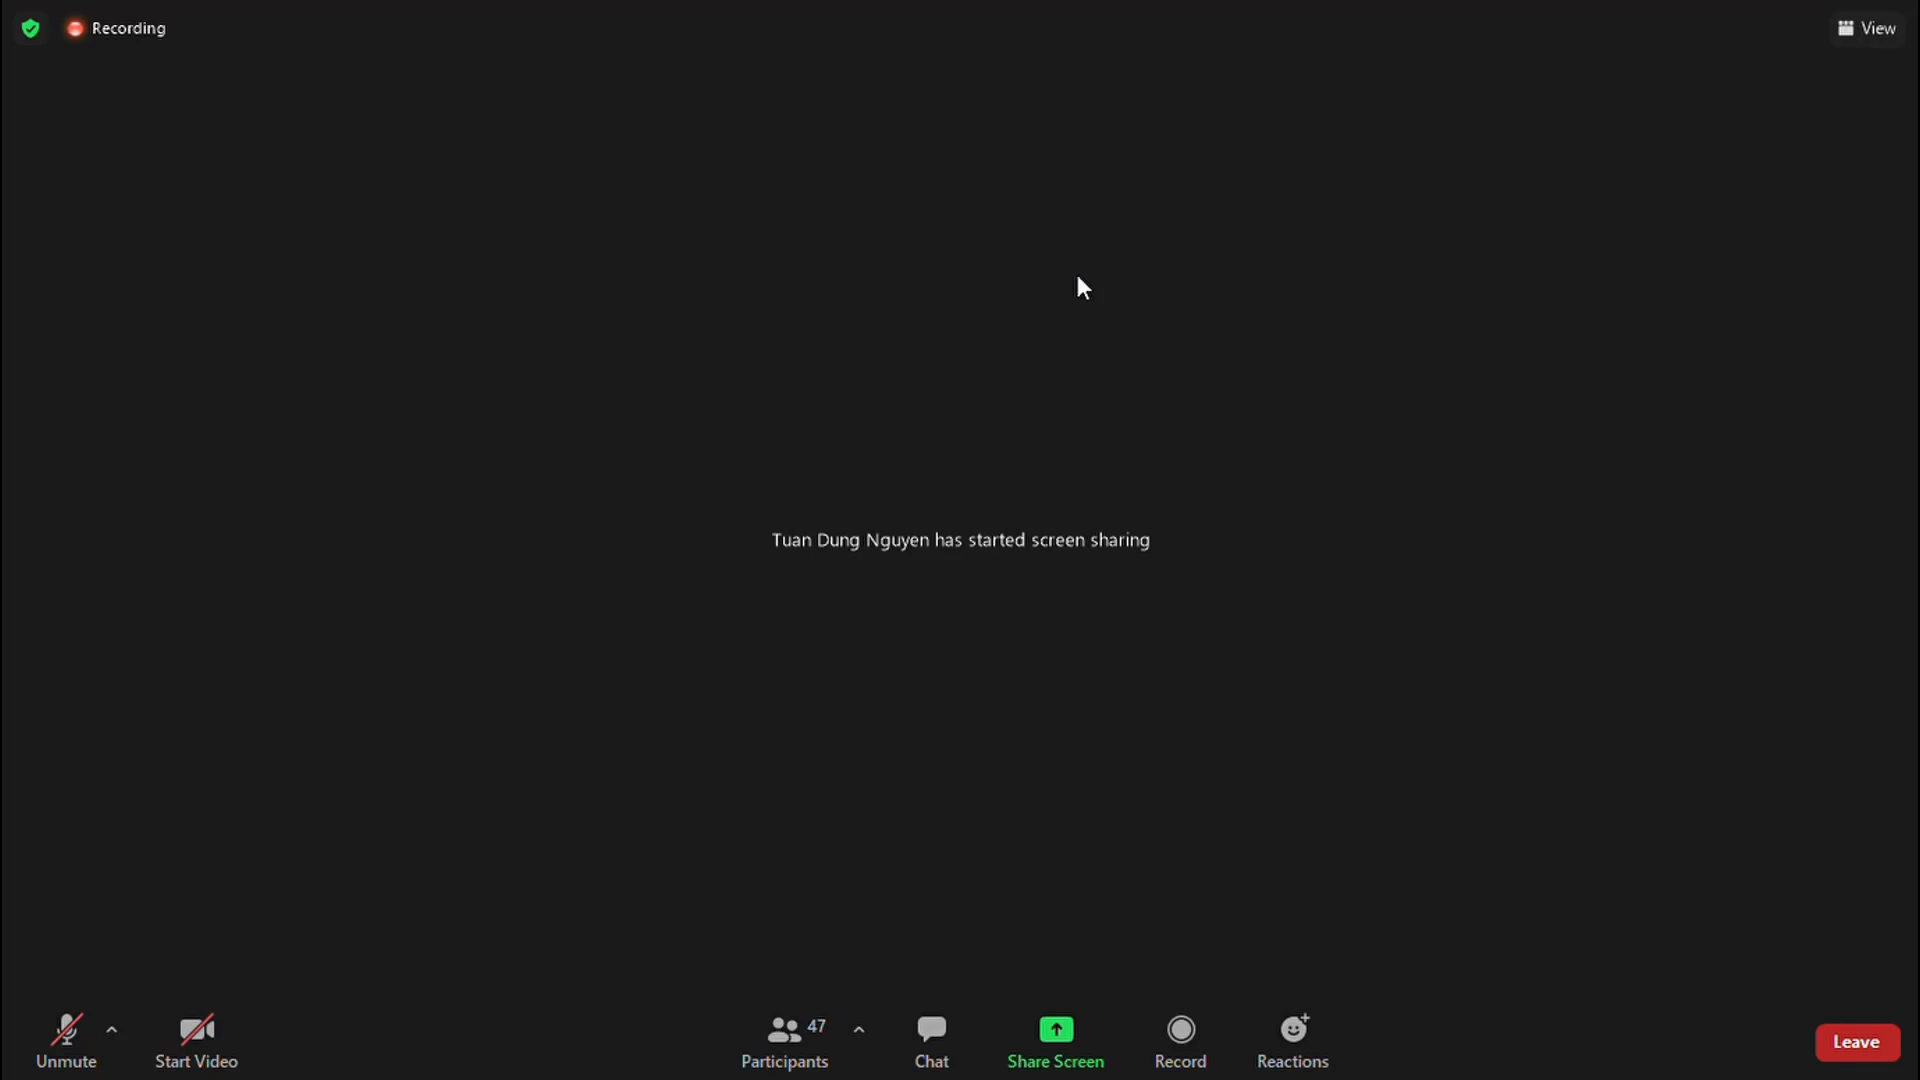 Recording
View
Tuan Dung Nguyen has started screen sharing
47
Unmute
Start Video
Participants
Chat
Share Screen
Record
Reactions
Leave